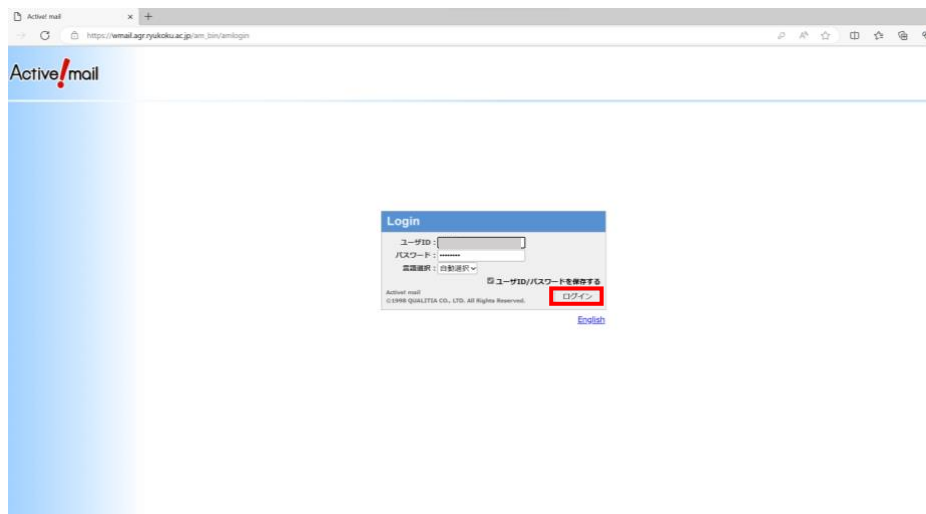 Active! mail
https://wmail.agr.ryukoku.ac.jp/am_bin/amlogin
Active!mail
Login
ユーザID：
パスワード：••••••••
言語選択：自動選択
ユーザID/パスワードを保存する
Active! mail
©1998 QUALITIA CO., LTD. All Rights Reserved.
ログイン
English